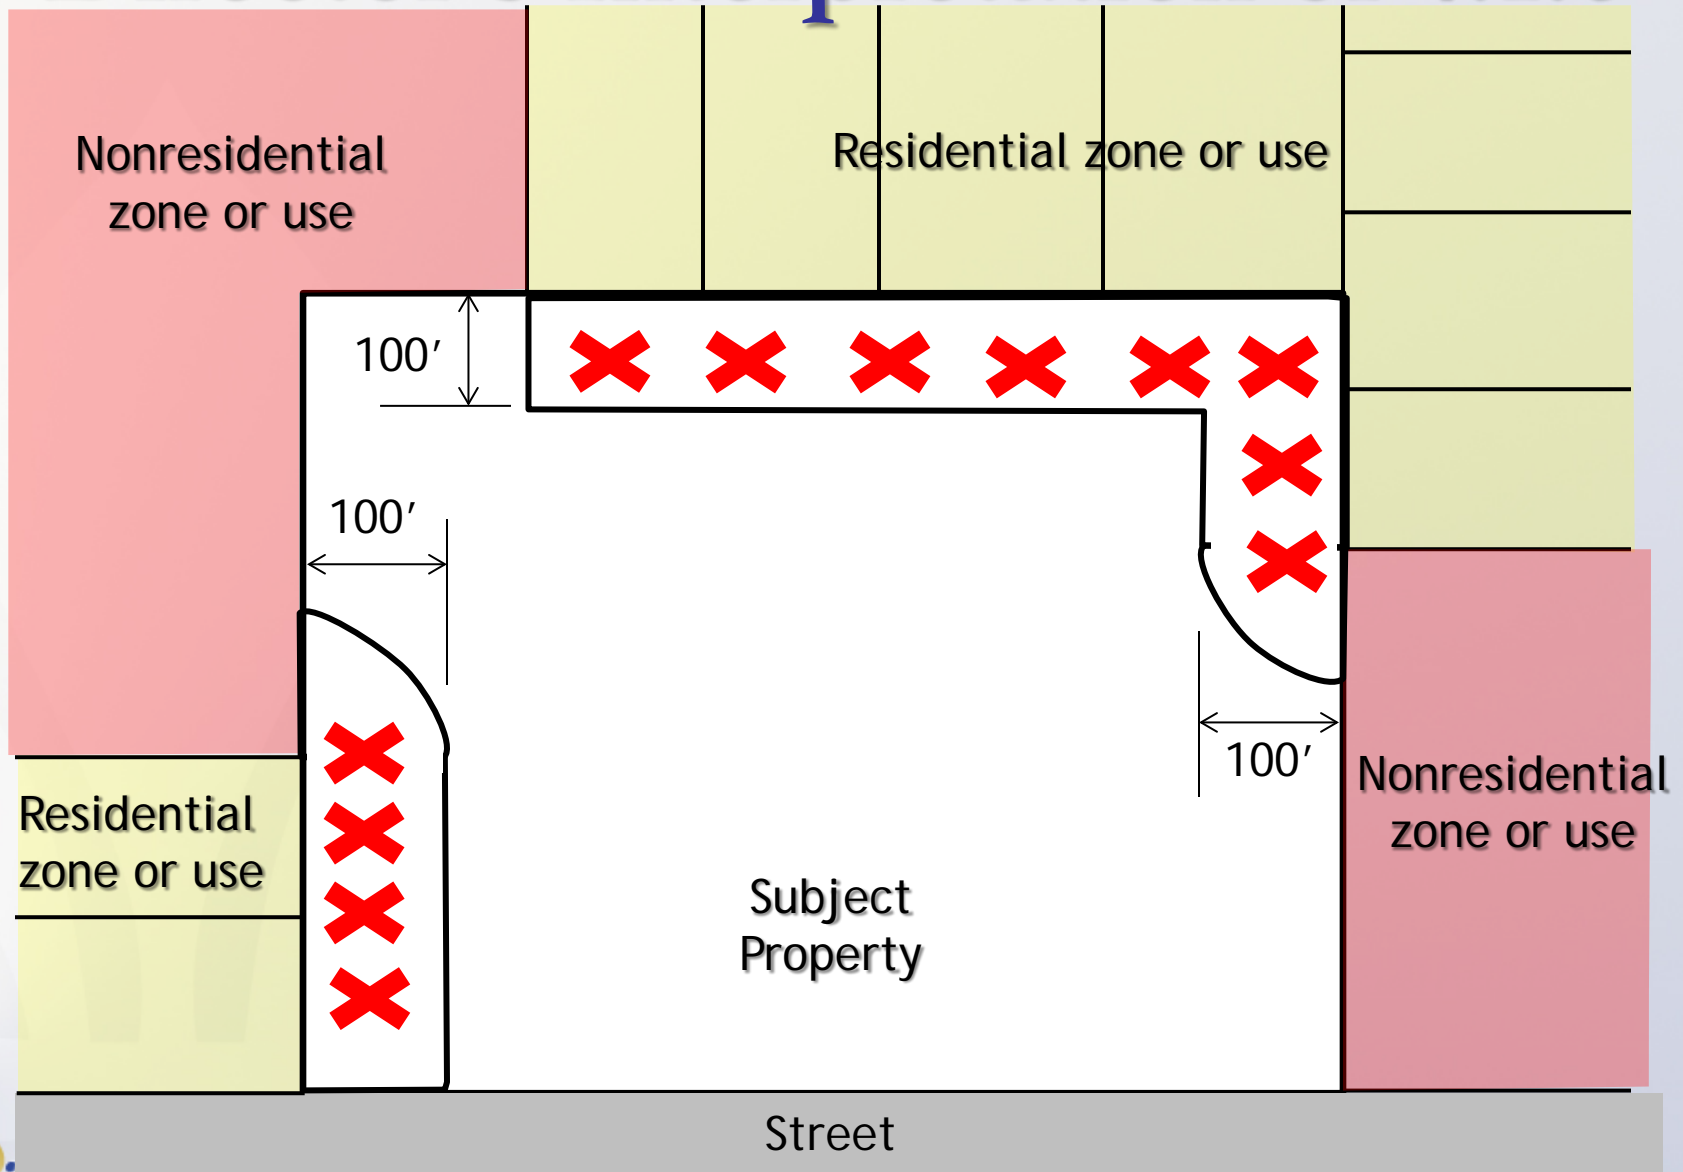 Nonresidential
zone or use
Residential zone or use
100’
100’
100’
Nonresidential
zone or use
Residential
zone or use
Subject
Property
Street